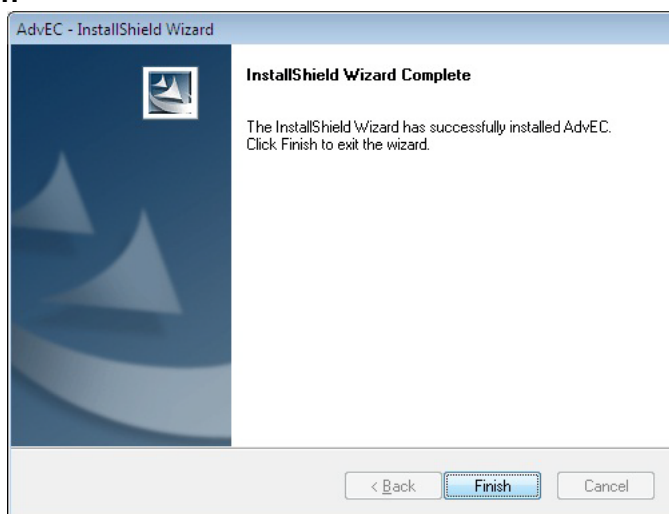 AdvEC - InstallShield Wizard
InstallShield Wizard Complete
The InstallShield Wizard has successfully installed AdvEC.
Click Finish to exit the wizard.
< Back
Finish
Cancel